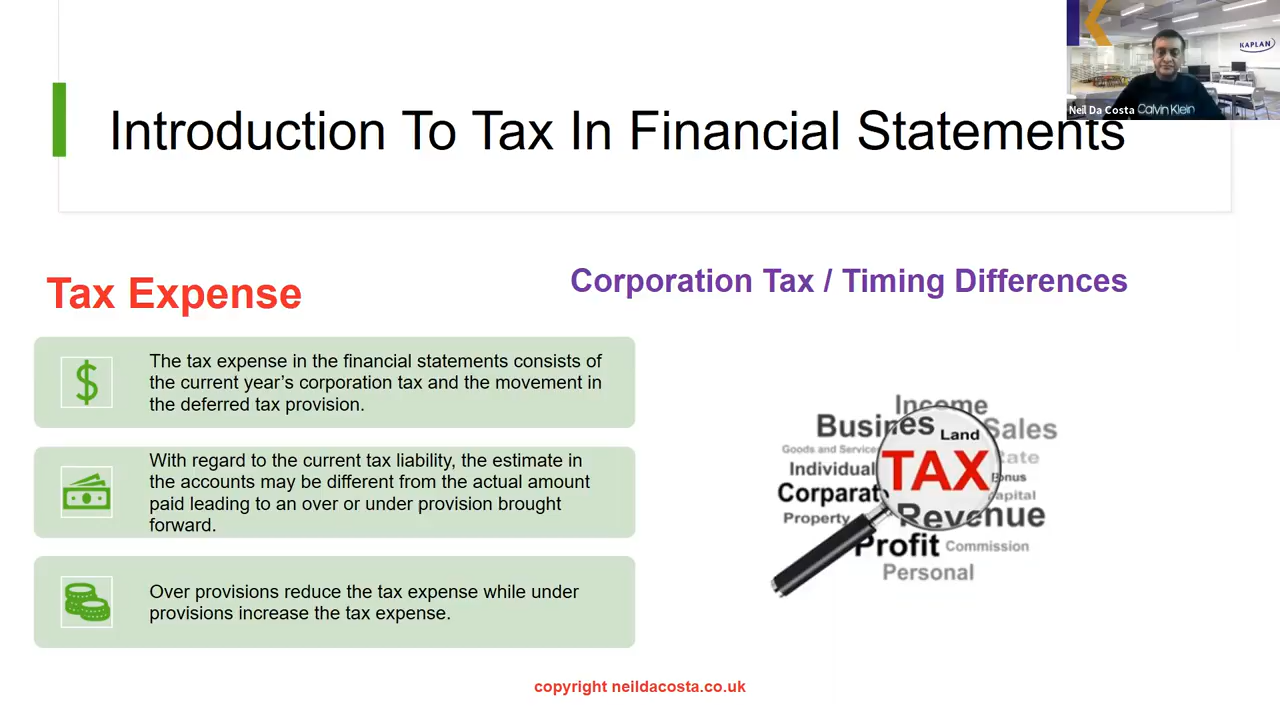 KAPLAN
Neil Da Costa
Calvin Klein
Introduction To Tax In Financial Statements
Tax Expense
Corporation Tax / Timing Differences
The tax expense in the financial statements consists of
the current year’s corporation tax and the movement in
the deferred tax provision.
With regard to the current tax liability, the estimate in
the accounts may be different from the actual amount
paid leading to an over or under provision brought
forward.
Over provisions reduce the tax expense while under
provisions increase the tax expense.
Income
Busines
Land
Sales
Goods and Service
Individual
TAX
Corporat
Property
Revenue
Profit
Commission
Personal
copyright neildacosta.co.uk